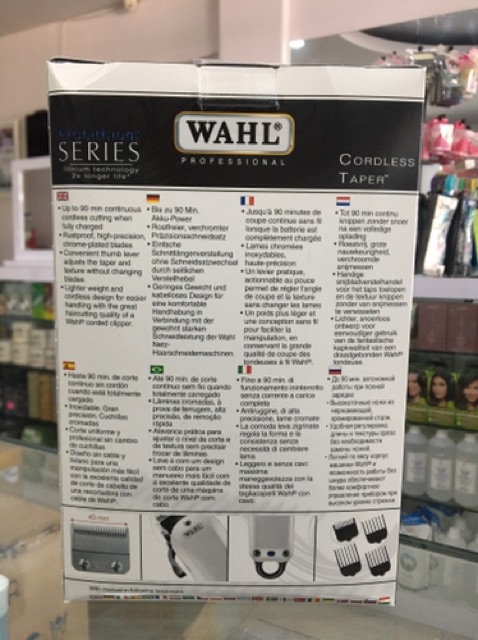 SERIES
lithium technology
2x longer life*
WAHL®
PROFESSIONAL
CORDLESS
TAPER™
• Up to 90 min continuous
cordless cutting when
fully charged
• Rustproof, high-precision,
chrome-plated blades
• Convenient thumb lever
adjusts the taper and
texture without changing
blades
• Lighter weight and
cordless design for easier
handling with the great
haircutting quality of a
Wahl® corded clipper.
• Bis zu 90 Min.
Akku-Power
• Rostfreier, verchromter
Präzisionsschneidsatz
• Einfache
Schnittlängenverstellung
ohne Schneidsatzwechsel
durch seitlichen
Verstellhebel
• Geringes Gewicht und
kabelloses Design für
eine komfortable
Handhabung in
Verbindung mit der
gewohnt starken
Schneidleistung der Wahl
Netz-
Haarschneidemaschinen.
• Jusqu'à 90 minutes de
coupe continue sans fil
lorsque la batterie est
complètement chargée
• Lames chromées
inoxydables,
haute-précision
• Un levier pratique,
actionnable au pouce
permet de régler l'angle
de coupe et la texture
sans changer les lames
• Un poids plus léger et
une conception sans fil
pour faciliter la
manipulation, en
conservant la grande
qualité de coupe des
tondeuses à fil Wahl®.
• Tot 90 min continu
knippen zonder snoer
na een volledige
oplading
• Roestvrij, grote
nauwkeurigheid,
verchroomde
snijmessen
• Handige
snijbladverstelhendel
voor het taps toelopen
en de textuur knippen
zonder van snijmessen
te verwisselen
• Lichter, snoerloos
ontwerp voor
eenvoudiger gebruik
van de fantastische
kapkwaliteit van een
draadgebonden Wahl®
tondeuse.
• Hasta 90 min. de corte
continuo sin cordón
cuando está totalmente
cargada.
• Inoxidable. Gran
precisión. Cuchillas
cromadas
• Corte uniforme y
profesional sin cambio
de cuchillas.
• Diseño sin cable y
liviano para una
manipulación más fácil
con la excelente calidad
de corte de cabello de
una recortadora con
cable de Wahl®.
• Até 90 min. de corte
contínuo sem fio quando
totalmente carregado
• Lâminas cromadas, à
prova de ferrugem, alta
precisão, de remoção
rápida
• Alavanca prática para
ajustar o nível de corte e
de textura sem precisar
trocar de lâminas
• Leve e com um design
sem cabo para um
manuseio mais fácil com
a excelente qualidade de
corte de uma máquina
de corte Wahl® com
cabo.
• Fino a 90 min. di
funzionamento ininterrotto
senza corrente a carica
completa
• Antiruggine, di alta
precisione, lame cromate
• La comoda leva zigrinata
regola la forma e la
consistenza senza
necessità di cambiare
lama.
• Leggero e senza cavi:
massima
maneggevolezza con la
stessa qualità dei
tagliacapelli Wahl® con
cavo.
• До 90 мин. автономной
работы при полной
зарядке
40 mm
WAHL